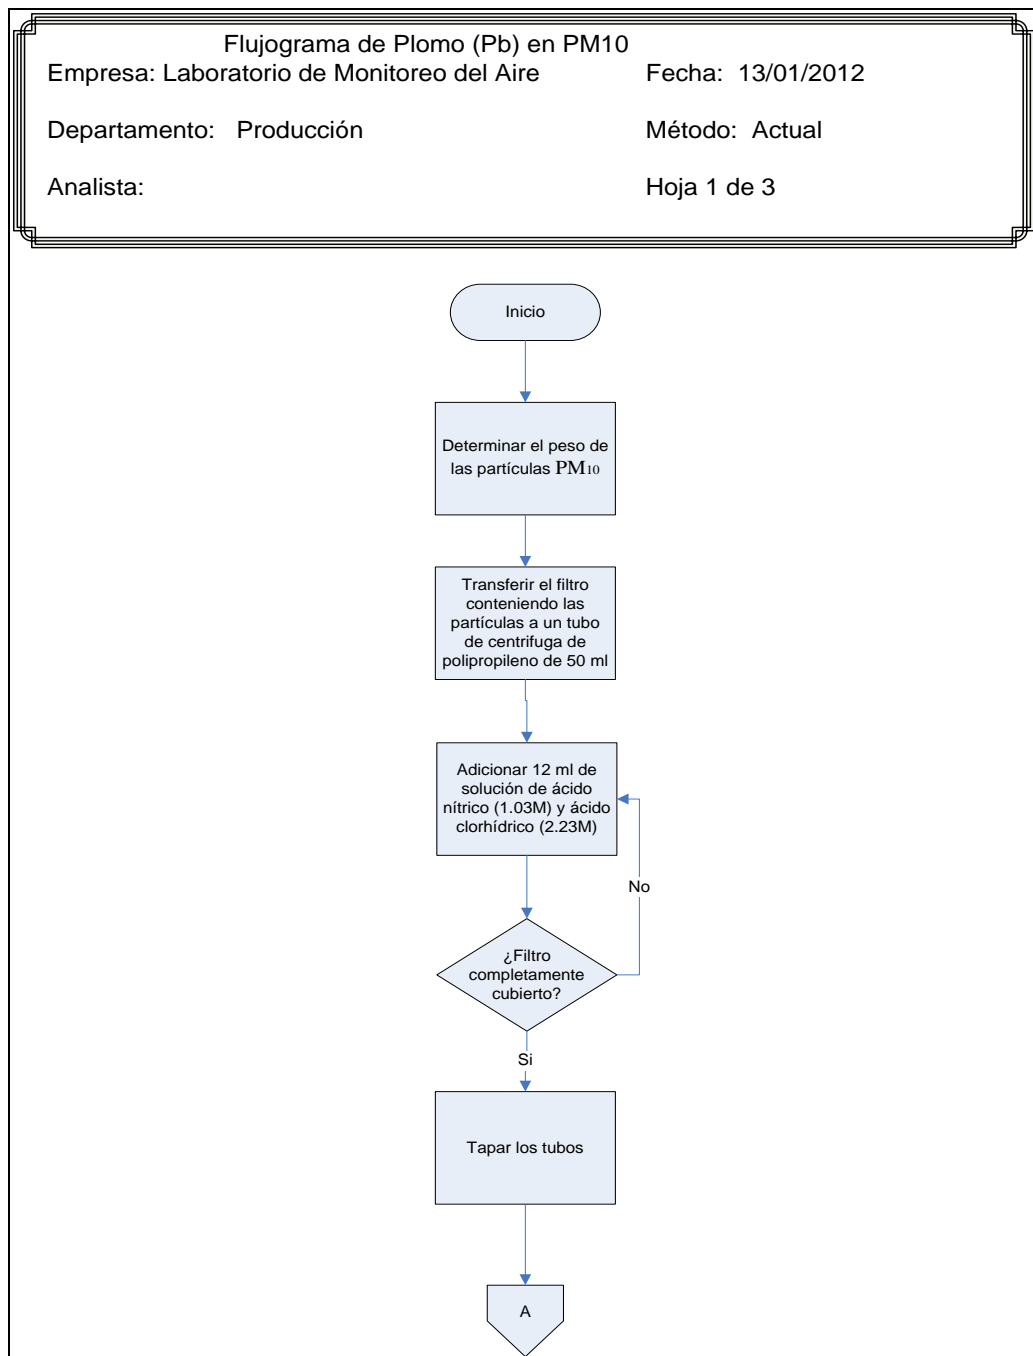 Flujograma de Plomo (Pb) en PM10
Empresa: Laboratorio de Monitoreo del Aire Fecha: 13/01/2012
Departamento: Producción Método: Actual
Analista: Hoja 1 de 3
Inicio
Determinar el peso de
las partículas PM10
Transferir el filtro
conteniendo las
partículas a un tubo
de centrifuga de
polipropileno de 50 ml
Adicionar 12 ml de
solución de ácido
nítrico (1.03M) y ácido
clorhídrico (2.23M)
No
¿Filtro
completamente
cubierto?
Si
Tapar los tubos
A